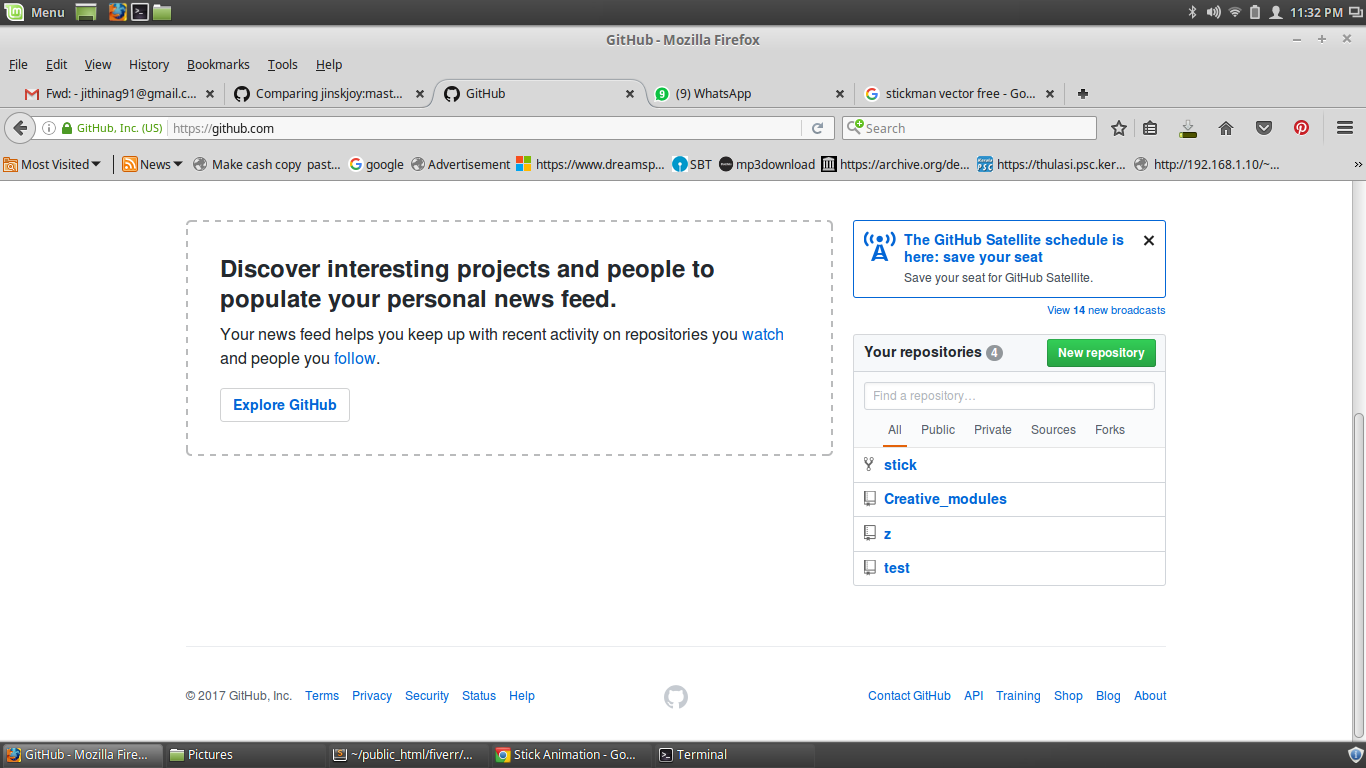 Menu
11:32 PM
GitHub - Mozilla Firefox
File Edit View History Bookmarks Tools Help
Fwd: - jithinag91@gmail.c...
Comparing jinskjoy:mast...
GitHub
(9) WhatsApp
stickman vector free - Go...
GitHub, Inc. (US)
https://github.com
Search
Most Visited
News
Make cash copy past...
google
Advertisement
https://www.dreamsp...
SBT
mp3download
https://archive.org/de...
https://thulasi.psc.ker...
http://192.168.1.10/~...
Discover interesting projects and people to
populate your personal news feed.
Your news feed helps you keep up with recent activity on repositories you watch
and people you follow.
Explore GitHub
The GitHub Satellite schedule is
here: save your seat
Save your seat for GitHub Satellite.
View 14 new broadcasts
Your repositories 4
New repository
Find a repository...
All Public Private Sources Forks
stick
Creative_modules
z
test
© 2017 GitHub, Inc. Terms Privacy Security Status Help
Contact GitHub API Training Shop Blog About
GitHub - Mozilla Fire...
Pictures
~/public_html/fiverr/...
Stick Animation - Go...
Terminal